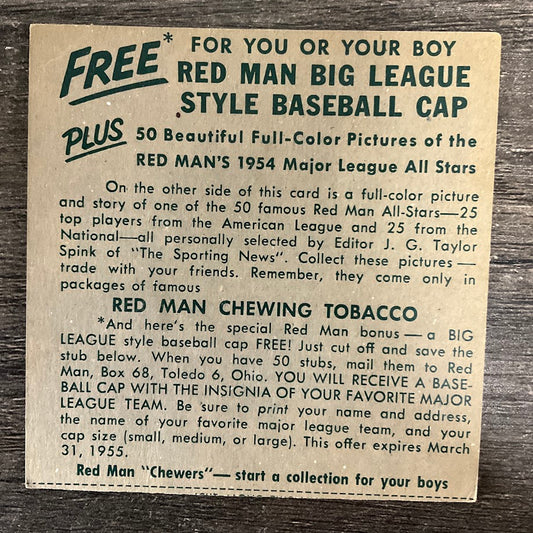 FREE* FOR YOU OR YOUR BOY
RED MAN BIG LEAGUE
STYLE BASEBALL CAP
PLUS 50 Beautiful Full-Color Pictures of the
RED MAN'S 1954 Major League All Stars
On the other side of this card is a full-color picture
and story of one of the 50 famous Red Man All-Stars—25
top players from the American League and 25 from the
National—all personally selected by Editor J. G. Taylor
Spink of "The Sporting News". Collect these pictures —
trade with your friends. Remember, they come only in
packages of famous
RED MAN CHEWING TOBACCO
*And here's the special Red Man bonus — a BIG
LEAGUE style baseball cap FREE! Just cut off and save the
stub below. When you have 50 stubs, mail them to Red
Man, Box 68, Toledo 6, Ohio. YOU WILL RECEIVE A BASE-
BALL CAP WITH THE INSIGNIA OF YOUR FAVORITE MAJOR
LEAGUE TEAM. Be sure to print your name and address,
the name of your favorite major league team, and your
cap size (small, medium, or large). This offer expires March
31, 1955.
Red Man "Chewers" — start a collection for your boys